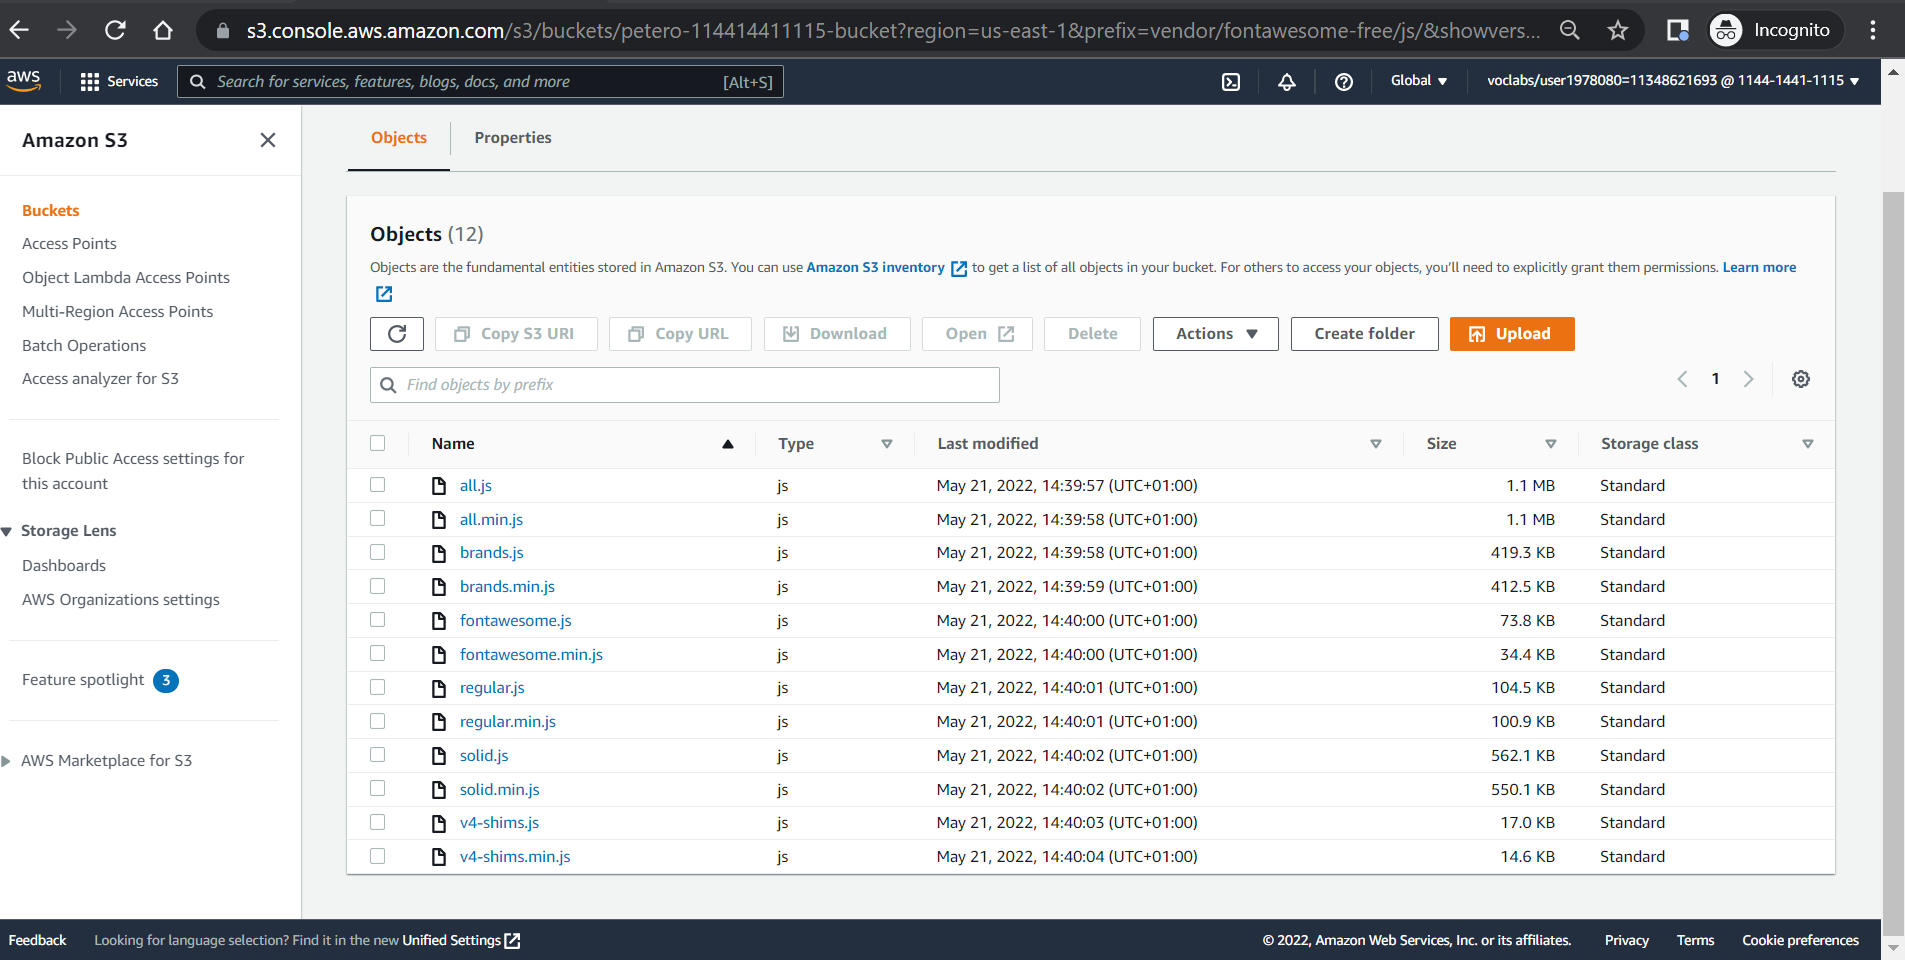 s3.console.aws.amazon.com/s3/buckets/petero-114414411115-bucket?region=us-east-1&prefix=vendor/fontawesome-free/js/&showvers...
Incognito
aws
Services
Search for services, features, blogs, docs, and more
[Alt+S]
Global
voclabs/user1978080=11348621693 @ 1144-1441-1115
Amazon S3
Buckets
Access Points
Object Lambda Access Points
Multi-Region Access Points
Batch Operations
Access analyzer for S3
Block Public Access settings for
this account
Storage Lens
Dashboards
AWS Organizations settings
Feature spotlight 3
AWS Marketplace for S3
Objects Properties
Objects (12)
Objects are the fundamental entities stored in Amazon S3. You can use Amazon S3 inventory to get a list of all objects in your bucket. For others to access your objects, you'll need to explicitly grant them permissions. Learn more
Copy S3 URI Copy URL Download Open Delete Actions Create folder Upload
Find objects by prefix
1
Name Type Last modified Size Storage class
all.js js May 21, 2022, 14:39:57 (UTC+01:00) 1.1 MB Standard
all.min.js js May 21, 2022, 14:39:58 (UTC+01:00) 1.1 MB Standard
brands.js js May 21, 2022, 14:39:58 (UTC+01:00) 419.3 KB Standard
brands.min.js js May 21, 2022, 14:39:59 (UTC+01:00) 412.5 KB Standard
fontawesome.js js May 21, 2022, 14:40:00 (UTC+01:00) 73.8 KB Standard
fontawesome.min.js js May 21, 2022, 14:40:00 (UTC+01:00) 34.4 KB Standard
regular.js js May 21, 2022, 14:40:01 (UTC+01:00) 104.5 KB Standard
regular.min.js js May 21, 2022, 14:40:01 (UTC+01:00) 100.9 KB Standard
solid.js js May 21, 2022, 14:40:02 (UTC+01:00) 562.1 KB Standard
solid.min.js js May 21, 2022, 14:40:02 (UTC+01:00) 550.1 KB Standard
v4-shims.js js May 21, 2022, 14:40:03 (UTC+01:00) 17.0 KB Standard
v4-shims.min.js js May 21, 2022, 14:40:04 (UTC+01:00) 14.6 KB Standard
Feedback Looking for language selection? Find it in the new Unified Settings © 2022, Amazon Web Services, Inc. or its affiliates. Privacy Terms Cookie preferences